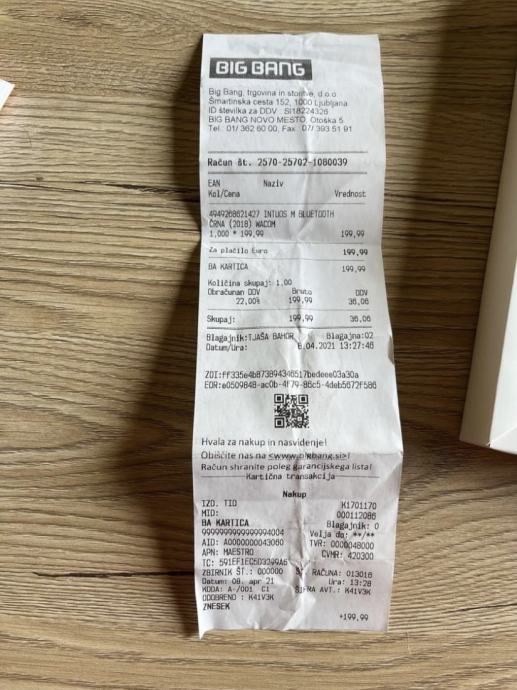 BIG BANG
Big Bang, trgovina in storitve, d.o.o
Šmartinska cesta 152, 1000 Ljubljana
ID številka za DDV SI18224326
BIG BANG NOVO MESTO, Otoška 5
Tel. 01/ 362 60 00, Fax 07/ 393 51 91
Račun št. 2570-25702-1080039
EAN Naziv
Kol/Cena Vrednost
4949268621427 INTUOS M BLUETOOTH
ČRNA (2018) WACOM
1,000 * 199,99 199,99
Za plačilo Euro 199,99
BA KARTICA 199,99
Količina skupaj: 1,00
Obračunan DDV Bruto DDV
22,00% 199,99 36,06
Skupaj: 199,99 36,06
Blagajnik:TJAŠA BAHOR Blagajna:02
Datum/Ura: 8.04.2021 13:27:46
ZOI:ff335e4b873894346517bedeee03a30a
EOR:e0509848-ac0b-4f79-86c5-4deb5672f586
Hvala za nakup in nasvidenje!
Obiščite nas na <www.bigbang.si>!
Račun shranite poleg garancijskega lista!
Kartična transakcija
Nakup
IZD. TID K1701170
MID: 000112086
BA KARTICA Blagajnik: 0
9999999999999994004 Velja do: **/**
AID: A0000000043060 TVR: 0000048000
APN: MAESTRO CVMR: 420300
TC: 591EF1EC503299A6
ZBIRNIK ŠT.: 000000 ŠT. RAČUNA: 013016
Datum: 08. apr 21 Ura: 13:28
KODA: A-/001 C1 ŠIFRA AVT.: K41V3K
ODOBRENO : K41V3K
ZNESEK
+199,99